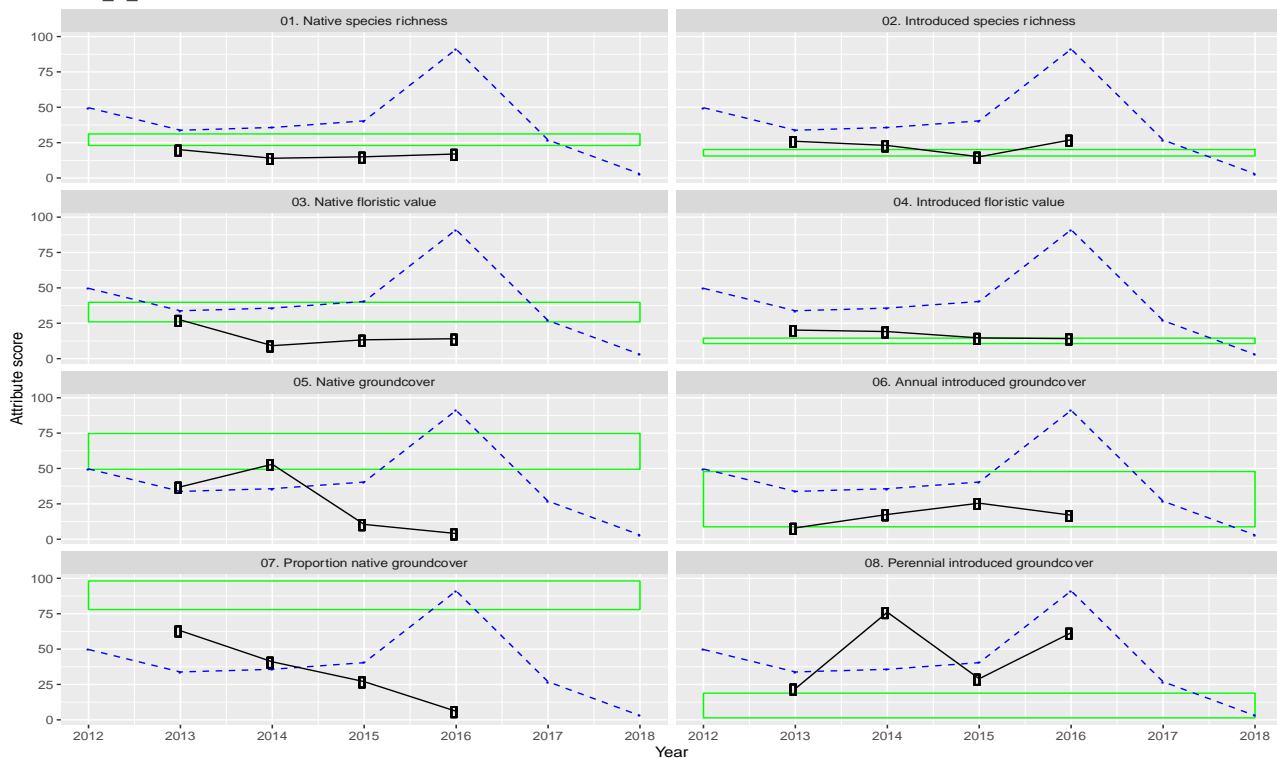 01. Native species richness
02. Introduced species richness
100
75
50
25
0
03. Native floristic value
04. Introduced floristic value
100
75
50
25
0
Attribute score
05. Native groundcover
06. Annual introduced groundcover
100
75
50
25
0
07. Proportion native groundcover
08. Perennial introduced groundcover
100
75
50
25
0
2012 2013 2014 2015 2016 2017 2018 2012 2013 2014 2015 2016 2017 2018
Year